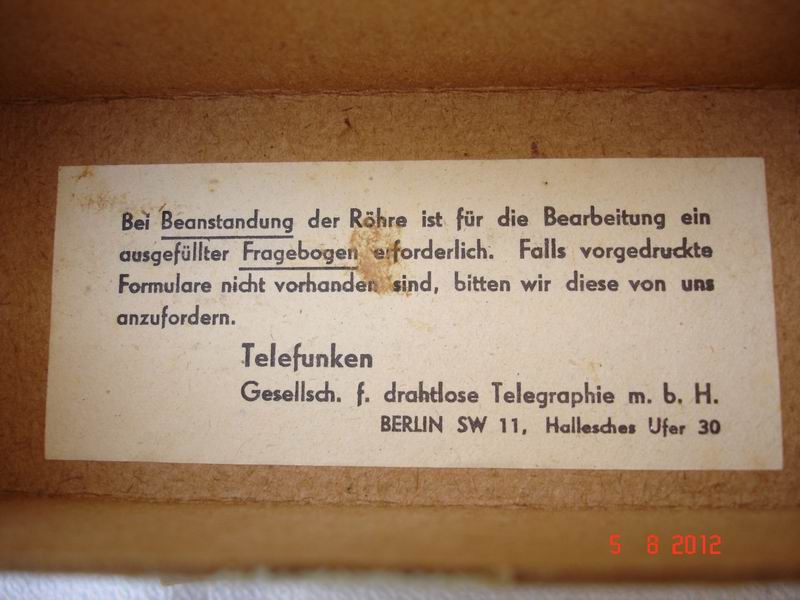 Bei Beanstandung der Röhre ist für die Bearbeitung ein
ausgefüllter Fragebogen erforderlich. Falls vorgedruckte
Formulare nicht vorhanden sind, bitten wir diese von uns
anzufordern.
Telefunken
Gesellsch. f. drahtlose Telegraphie m. b. H.
BERLIN SW 11, Hallesches Ufer 30
5 8 2012